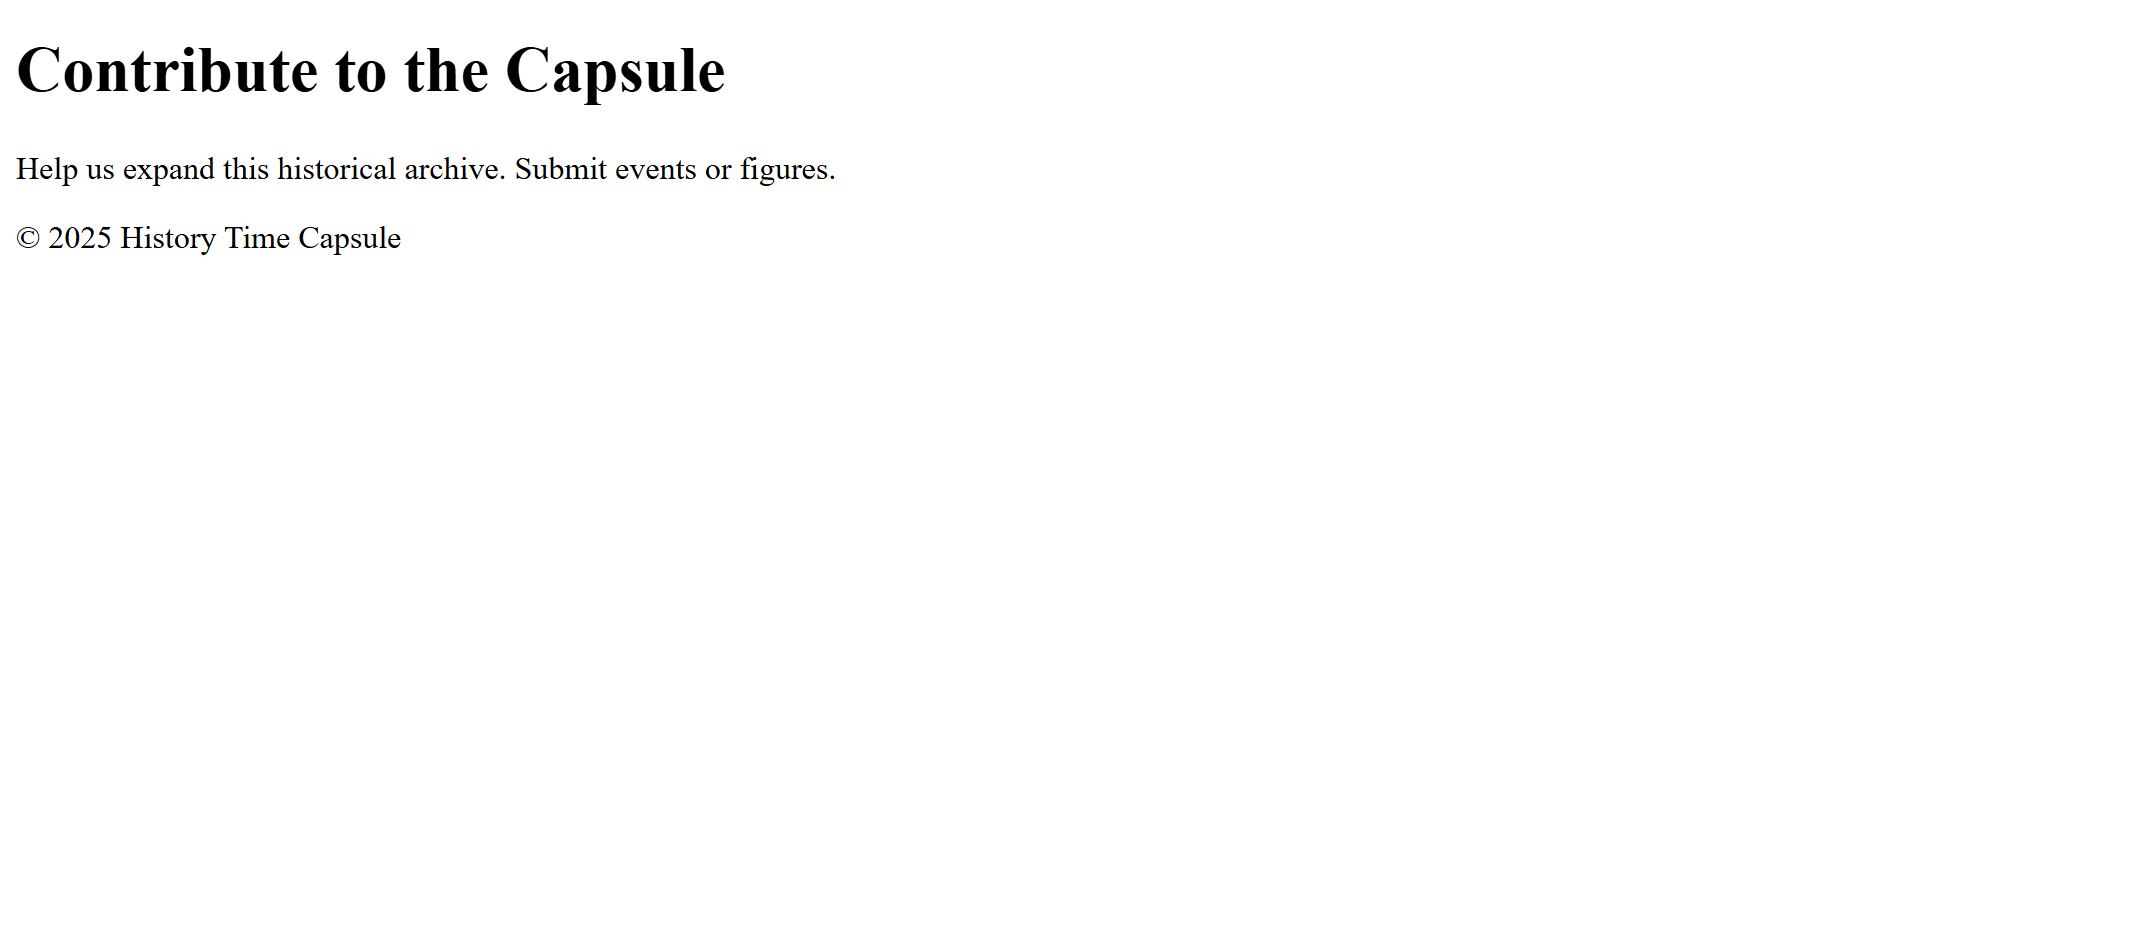 Contribute to the Capsule
Help us expand this historical archive. Submit events or figures.
© 2025 History Time Capsule